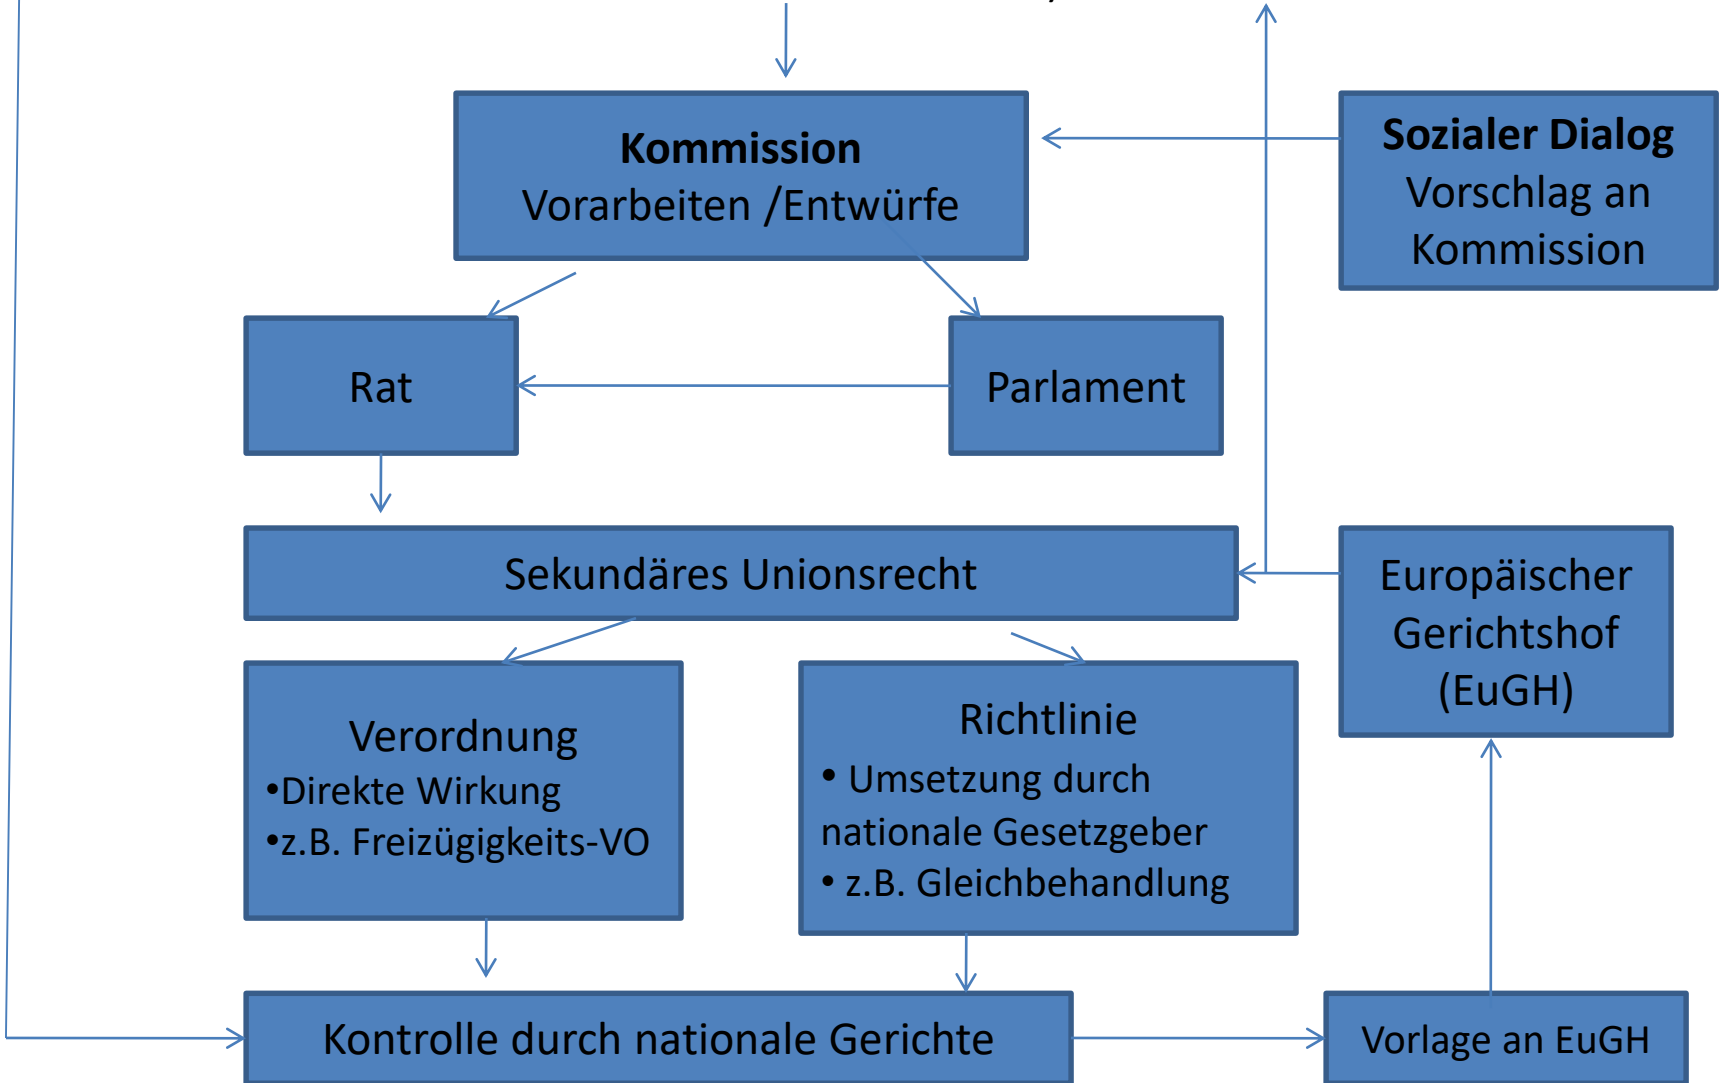 Kommission
Vorarbeiten /Entwürfe
Sozialer Dialog
Vorschlag an
Kommission
Rat
Parlament
Sekundäres Unionsrecht
Europäischer
Gerichtshof
(EuGH)
Verordnung
•Direkte Wirkung
•z.B. Freizügigkeits-VO
Richtlinie
• Umsetzung durch
nationale Gesetzgeber
• z.B. Gleichbehandlung
Kontrolle durch nationale Gerichte
Vorlage an EuGH